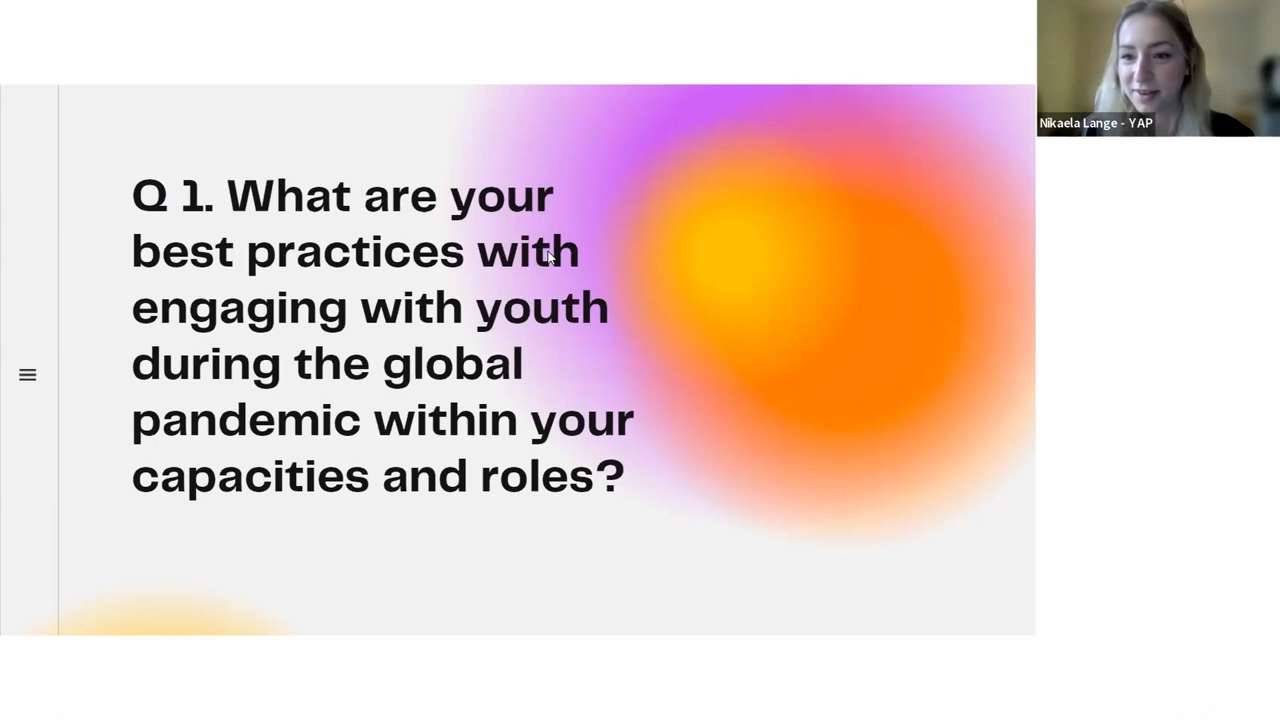 Q 1. What are your
best practices with
engaging with youth
during the global
pandemic within your
capacities and roles?
Nikaela Lange - YAP